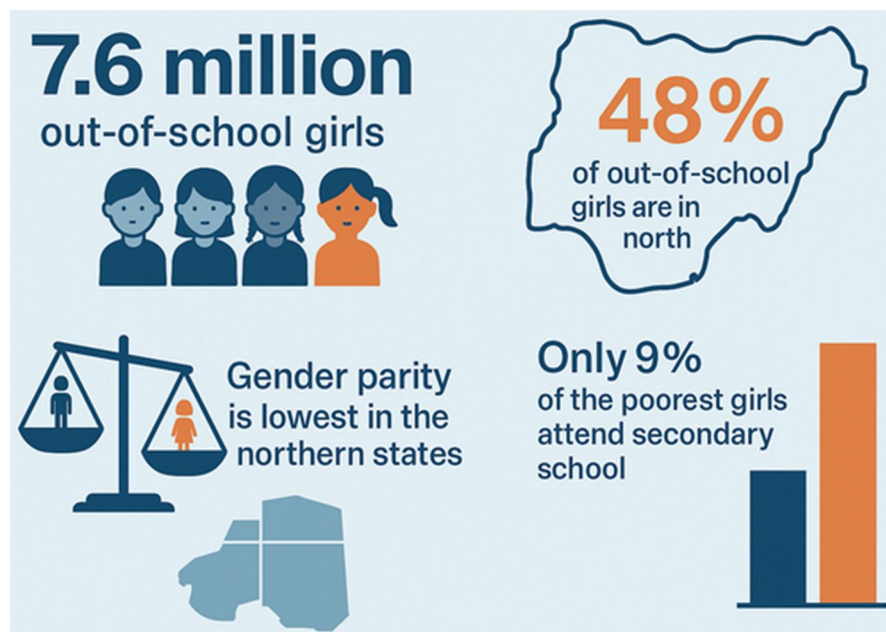 7.6 million
out-of-school girls
48%
of out-of-school
girls are in
north
Gender parity
is lowest in the
northern states
Only 9%
of the poorest girls
attend secondary
school